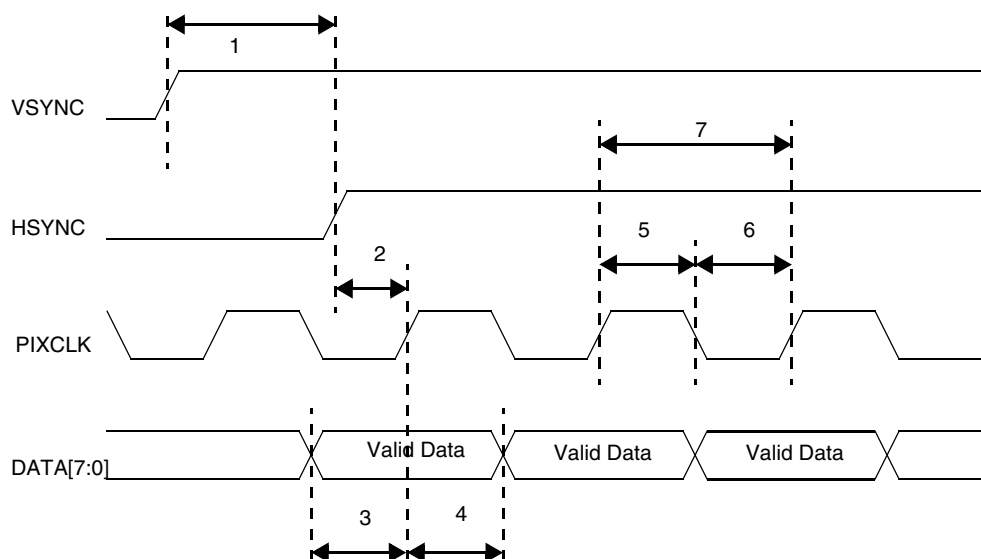 1
VSYNC
7
HSYNC
5
6
2
PIXCLK
Valid Data
Valid Data
Valid Data
DATA[7:0]
3
4